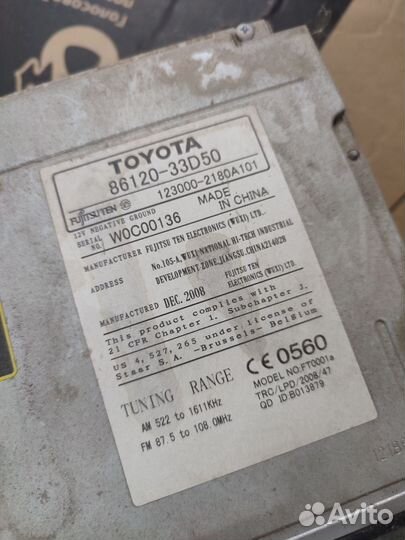 Голосово
TOYOTA
86120-33D50
123000-2180A101
FUJITSU TEN
12V NEGATIVE GROUND
MADE
IN CHINA
SERIAL NO. W0C00136
MANUFACTURER FUJITSU TEN ELECTRONICS (WUXI) LTD.
ADDRESS No.105-A,WUXI-NATIONAL HI-TECH INDUSTRIAL
DEVELOPMENT ZONE,JIANGSU.CHINA214028
MANUFACTURED DEC. 2008 FUJITSU TEN
ELECTRONICS (WUXI) LTD.
This product complies with
21 CFR Chapter 1. Subchapter J.
US 4, 527, 265 under license of
Staar S. A. -Brussels- Belgium
TUNING RANGE
AM 522 to 1611KHz
FM 87.5 to 108.0MHz
CE0560
MODEL NO:FT0001a
TRC/LPD/2008/47
QD ID:B013879
Avito